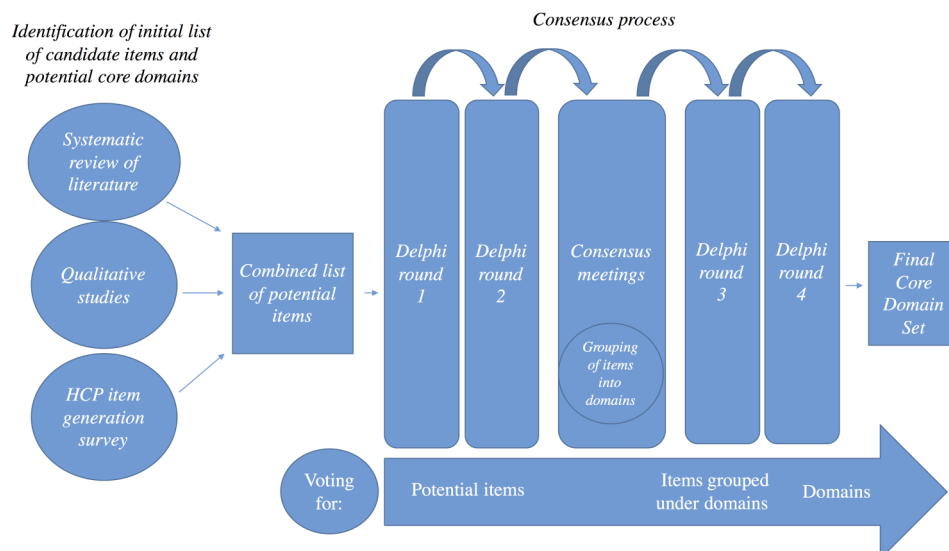 Identification of initial list
of candidate items and
potential core domains
Consensus process
Systematic
review of
literature
Qualitative
studies
HCP item
generation
survey
Combined list
of potential
items
Delphi
round
1
Delphi
round
2
Consensus
meetings
Grouping
of items
into
domains
Delphi
round
3
Delphi
round
4
Final
Core
Domain
Set
Voting
for:
Potential items
Items grouped
under domains
Domains